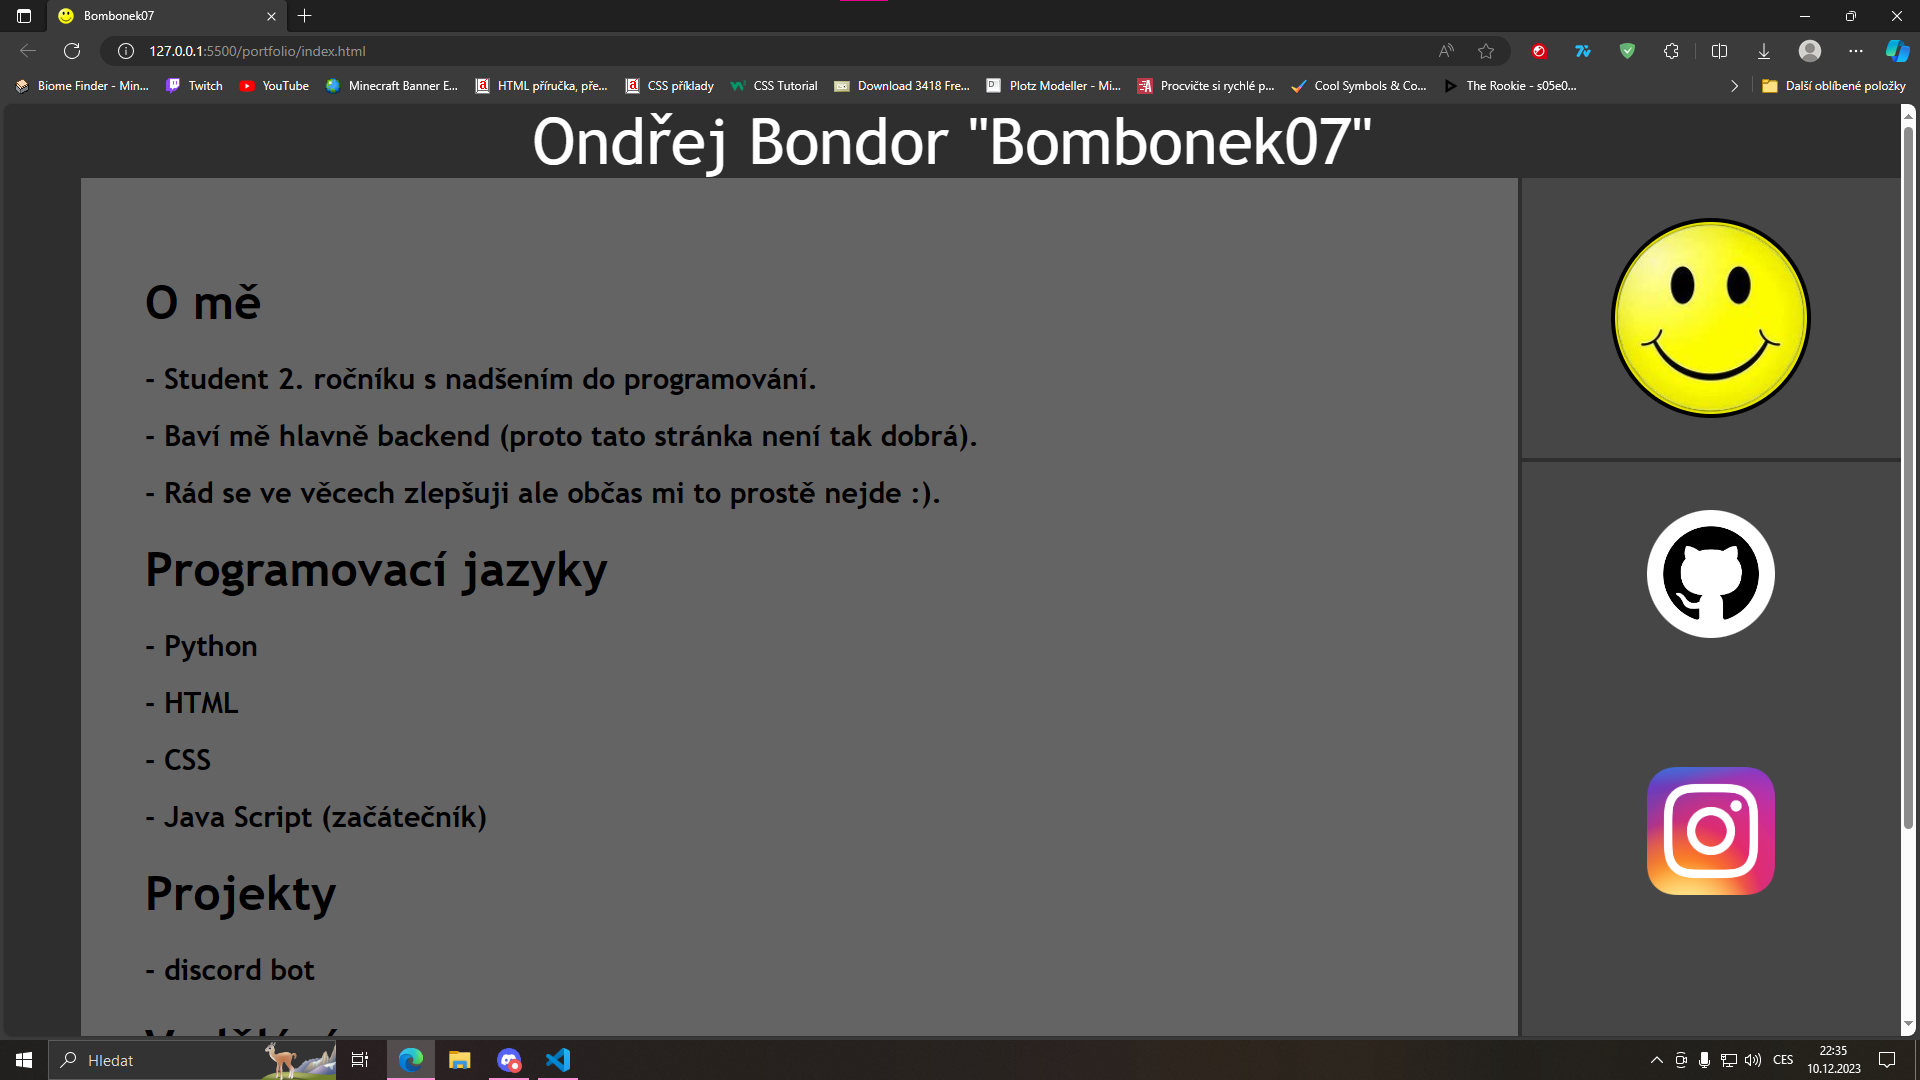 Bombonek07
127.0.0.1:5500/portfolio/index.html
Biome Finder - Min... Twitch YouTube Minecraft Banner E... HTML příručka, pře... CSS příklady CSS Tutorial Download 3418 Fre... Plotz Modeller - Mi... Procvičte si rychlé p... Cool Symbols & Co... The Rookie - s05e0... Další oblíbené položky
Ondřej Bondor "Bombonek07"
O mě
- Student 2. ročníku s nadšením do programování.
- Baví mě hlavně backend (proto tato stránka není tak dobrá).
- Rád se ve věcech zlepšuji ale občas mi to prostě nejde :).
Programovací jazyky
- Python
- HTML
- CSS
- Java Script (začátečník)
Projekty
- discord bot
Hledat
CES
22:35
10.12.2023